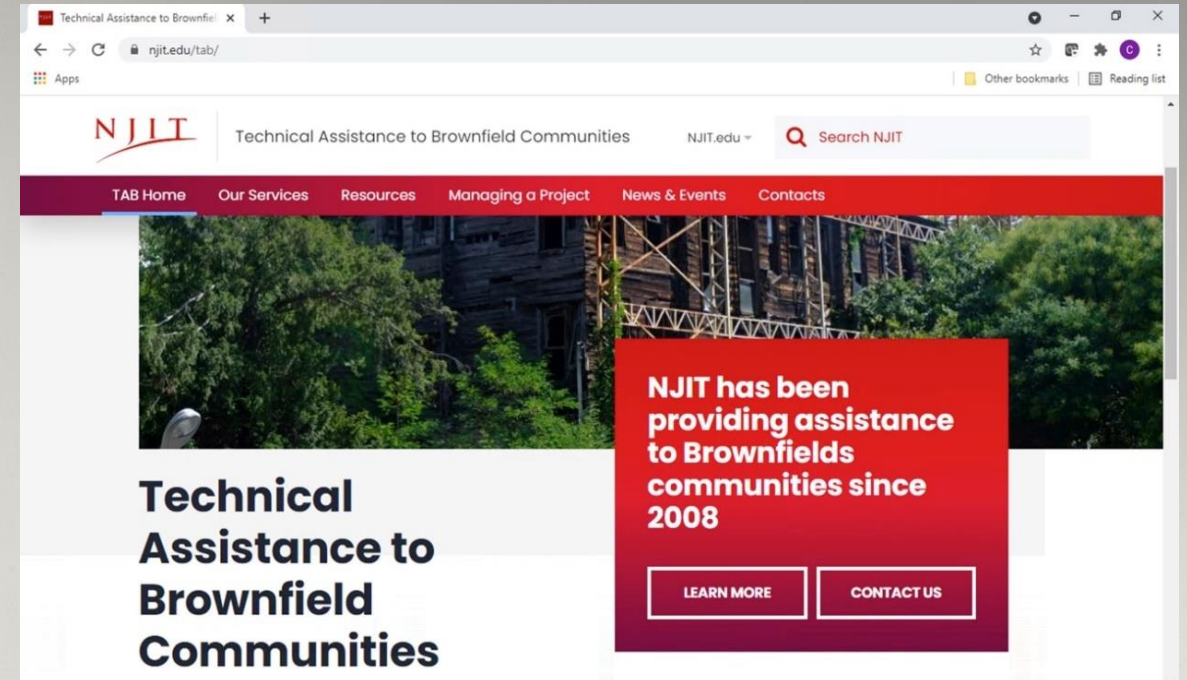 Technical Assistance to Brownfiel
njit.edu/tab/
C
Apps
Other bookmarks
Reading list
NJIT
Technical Assistance to Brownfield Communities
NJIT.edu
Search NJIT
TAB Home
Our Services
Resources
Managing a Project
News & Events
Contacts
NJIT has been
providing assistance
to Brownfields
communities since
2008
LEARN MORE
CONTACT US
Technical
Assistance to
Brownfield
Communities